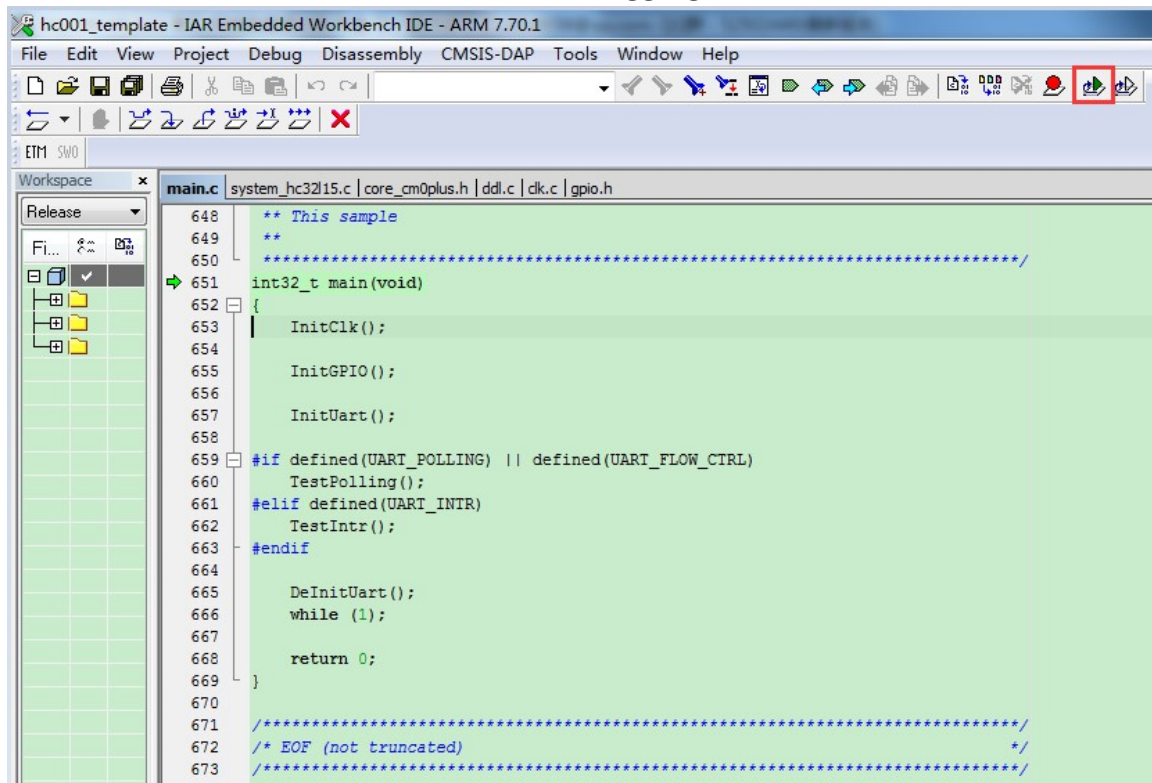 hc001_template - IAR Embedded Workbench IDE - ARM 7.70.1
File Edit View Project Debug Disassembly CMSIS-DAP Tools Window Help
ETM SWO
Workspace x
main.c | system_hc32l15.c | core_cm0plus.h | ddl.c | clk.c | gpio.h
Release
Fi...
648 ** This sample
649 **
650 ******************************************************************************/
651 int32_t main(void)
652 {
653 InitClk();
654
655 InitGPIO();
656
657 InitUart();
658
659 #if defined(UART_POLLING) || defined(UART_FLOW_CTRL)
660 TestPolling();
661 #elif defined(UART_INTR)
662 TestIntr();
663 #endif
664
665 DeInitUart();
666 while (1);
667
668 return 0;
669 }
670
671 /******************************************************************************/
672 /* EOF (not truncated) */
673 /******************************************************************************/